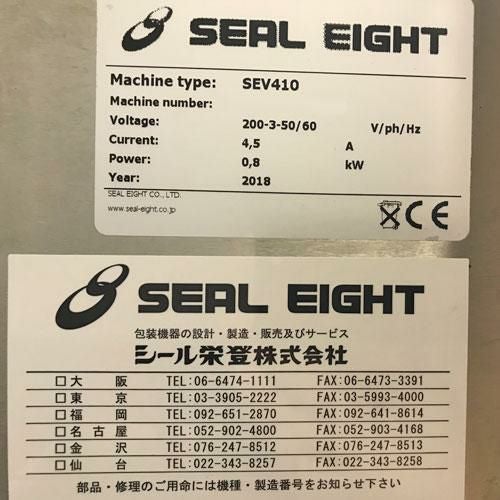 SEAL EIGHT
Machine type: SEV410
Machine number:
Voltage: 200-3-50/60 V/ph/Hz
Current: 4,5 A
Power: 0,8 kW
Year: 2018
SEAL EIGHT CO., LTD.
www.seal-eight.co.jp
CE
SEAL EIGHT
包装機器の設計・製造・販売及びサービス
シール栄登株式会社
□大阪 TEL:06-6474-1111 FAX:06-6473-3391
□東京 TEL:03-3905-2222 FAX:03-5993-4000
□福岡 TEL:092-651-2870 FAX:092-641-8614
□名古屋 TEL:052-902-4800 FAX:052-903-4168
□金沢 TEL:076-247-8512 FAX:076-247-8513
□仙台 TEL:022-343-8257 FAX:022-343-8258
部品・修理のご用命には機種・製造番号をお知らせ下さい